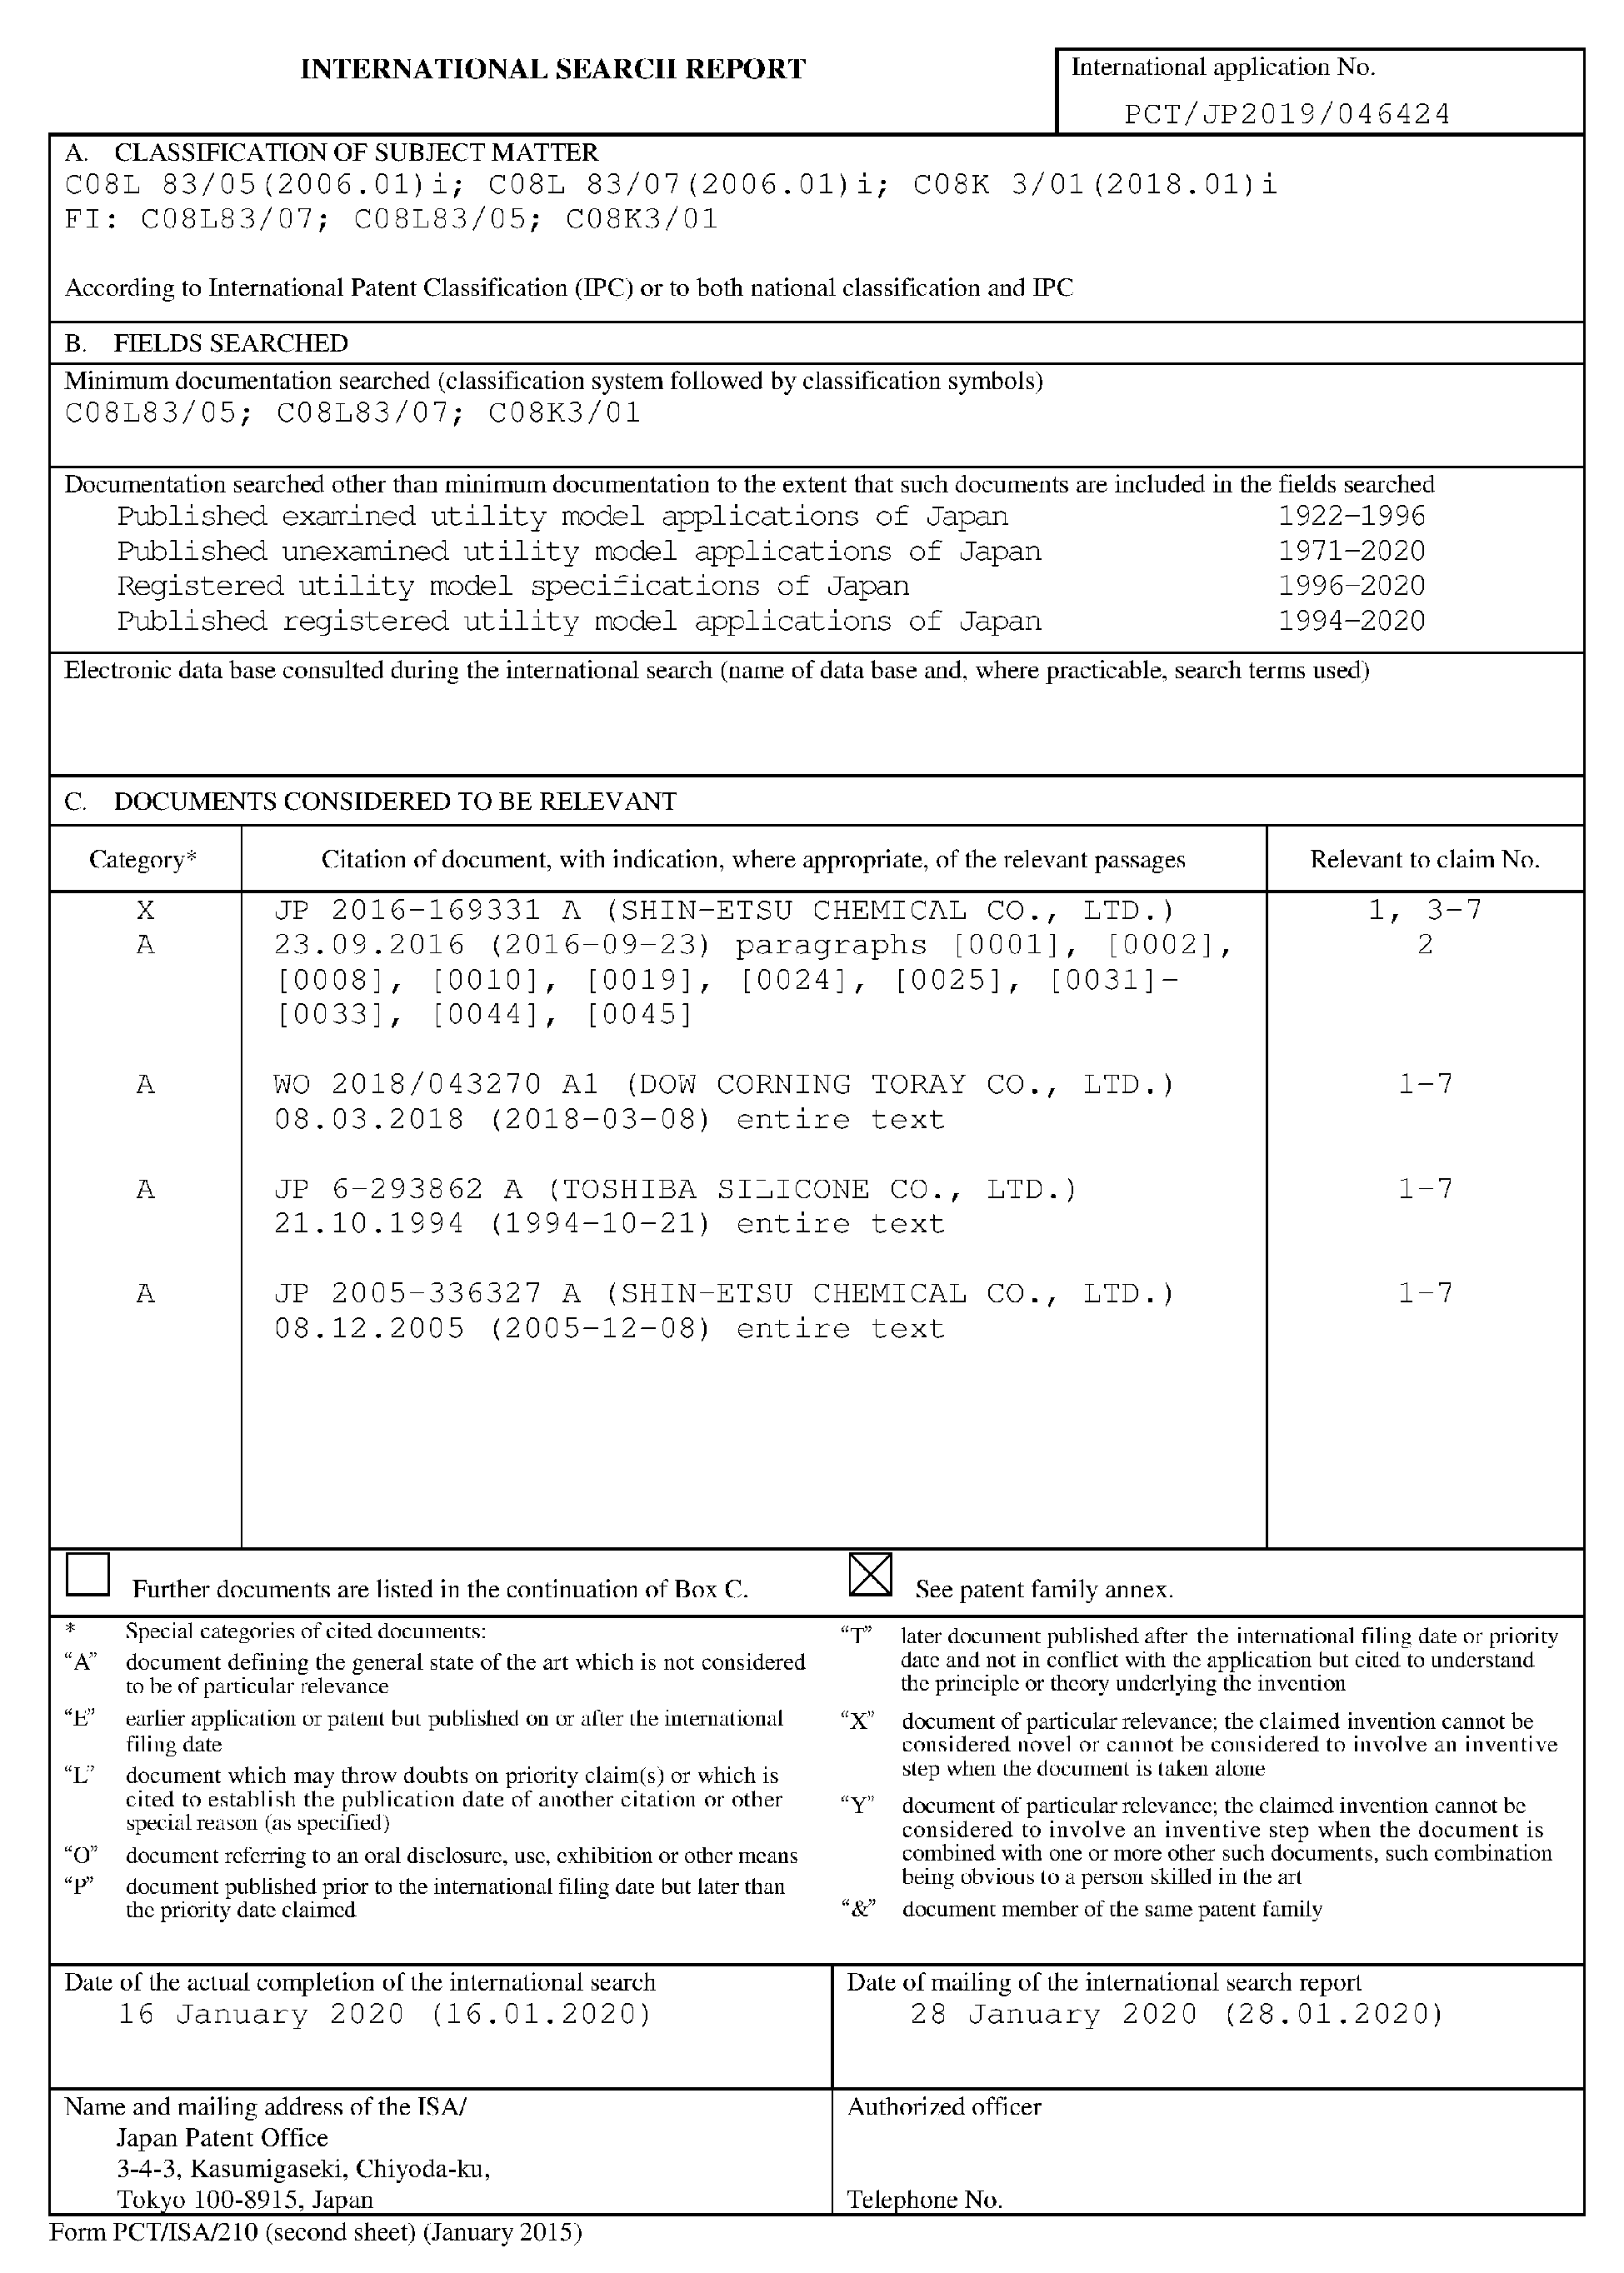 INTERNATIONAL SEARCH REPORT
International application No.
PCT/JP2019/046424
A. CLASSIFICATION OF SUBJECT MATTER
C08L 83/05(2006.01)i; C08L 83/07(2006.01)i; C08K 3/01(2018.01)i
FI: C08L83/07; C08L83/05; C08K3/01
According to International Patent Classification (IPC) or to both national classification and IPC
B. FIELDS SEARCHED
Minimum documentation searched (classification system followed by classification symbols)
C08L83/05; C08L83/07; C08K3/01
Documentation searched other than minimum documentation to the extent that such documents are included in the fields searched
Published examined utility model applications of Japan 1922-1996
Published unexamined utility model applications of Japan 1971-2020
Registered utility model specifications of Japan 1996-2020
Published registered utility model applications of Japan 1994-2020
Electronic data base consulted during the international search (name of data base and, where practicable, search terms used)
C. DOCUMENTS CONSIDERED TO BE RELEVANT
Category* Citation of document, with indication, where appropriate, of the relevant passages Relevant to claim No.
X JP 2016-169331 A (SHIN-ETSU CHEMICAL CO., LTD.) 1, 3-7
A 23.09.2016 (2016-09-23) paragraphs [0001], [0002], 2
[0008], [0010], [0019], [0024], [0025], [0031]-
[0033], [0044], [0045]
A WO 2018/043270 A1 (DOW CORNING TORAY CO., LTD.) 1-7
08.03.2018 (2018-03-08) entire text
A JP 6-293862 A (TOSHIBA SILICONE CO., LTD.) 1-7
21.10.1994 (1994-10-21) entire text
A JP 2005-336327 A (SHIN-ETSU CHEMICAL CO., LTD.) 1-7
08.12.2005 (2005-12-08) entire text
Further documents are listed in the continuation of Box C.
See patent family annex.
* Special categories of cited documents:
“A” document defining the general state of the art which is not considered
to be of particular relevance
“E” earlier application or patent but published on or after the international
filing date
“L” document which may throw doubts on priority claim(s) or which is
cited to establish the publication date of another citation or other
special reason (as specified)
“O” document referring to an oral disclosure, use, exhibition or other means
“P” document published prior to the international filing date but later than
the priority date claimed
“T” later document published after the international filing date or priority
date and not in conflict with the application but cited to understand
the principle or theory underlying the invention
“X” document of particular relevance; the claimed invention cannot be
considered novel or cannot be considered to involve an inventive
step when the document is taken alone
“Y” document of particular relevance; the claimed invention cannot be
considered to involve an inventive step when the document is
combined with one or more other such documents, such combination
being obvious to a person skilled in the art
“&” document member of the same patent family
Date of the actual completion of the international search
16 January 2020 (16.01.2020)
Date of mailing of the international search report
28 January 2020 (28.01.2020)
Name and mailing address of the ISA/
Japan Patent Office
3-4-3, Kasumigaseki, Chiyoda-ku,
Tokyo 100-8915, Japan
Authorized officer
Telephone No.
Form PCT/ISA/210 (second sheet) (January 2015)